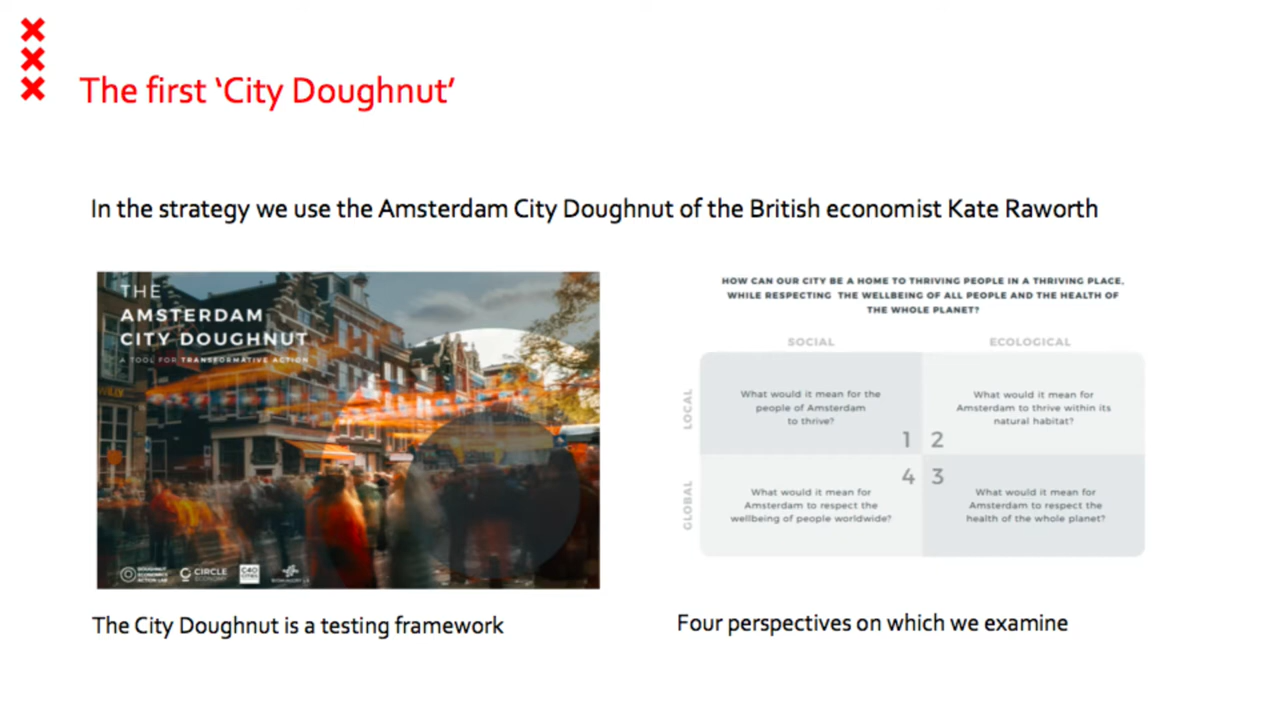 The first ‘City Doughnut’
In the strategy we use the Amsterdam City Doughnut of the British economist Kate Raworth
THE
AMSTERDAM
CITY DOUGHNUT
A TOOL FOR TRANSFORMATIVE ACTION
DOUGHNUT
ECONOMICS
ACTION LAB
CIRCLE
ECONOMY
C40
CITIES
The City Doughnut is a testing framework
HOW CAN OUR CITY BE A HOME TO THRIVING PEOPLE IN A THRIVING PLACE,
WHILE RESPECTING THE WELLBEING OF ALL PEOPLE AND THE HEALTH OF
THE WHOLE PLANET?
SOCIAL
ECOLOGICAL
LOCAL
What would it mean for the
people of Amsterdam
to thrive?
1
What would it mean for
Amsterdam to thrive within its
natural habitat?
2
GLOBAL
4
What would it mean for
Amsterdam to respect the
wellbeing of people worldwide?
3
What would it mean for
Amsterdam to respect the
health of the whole planet?
Four perspectives on which we examine